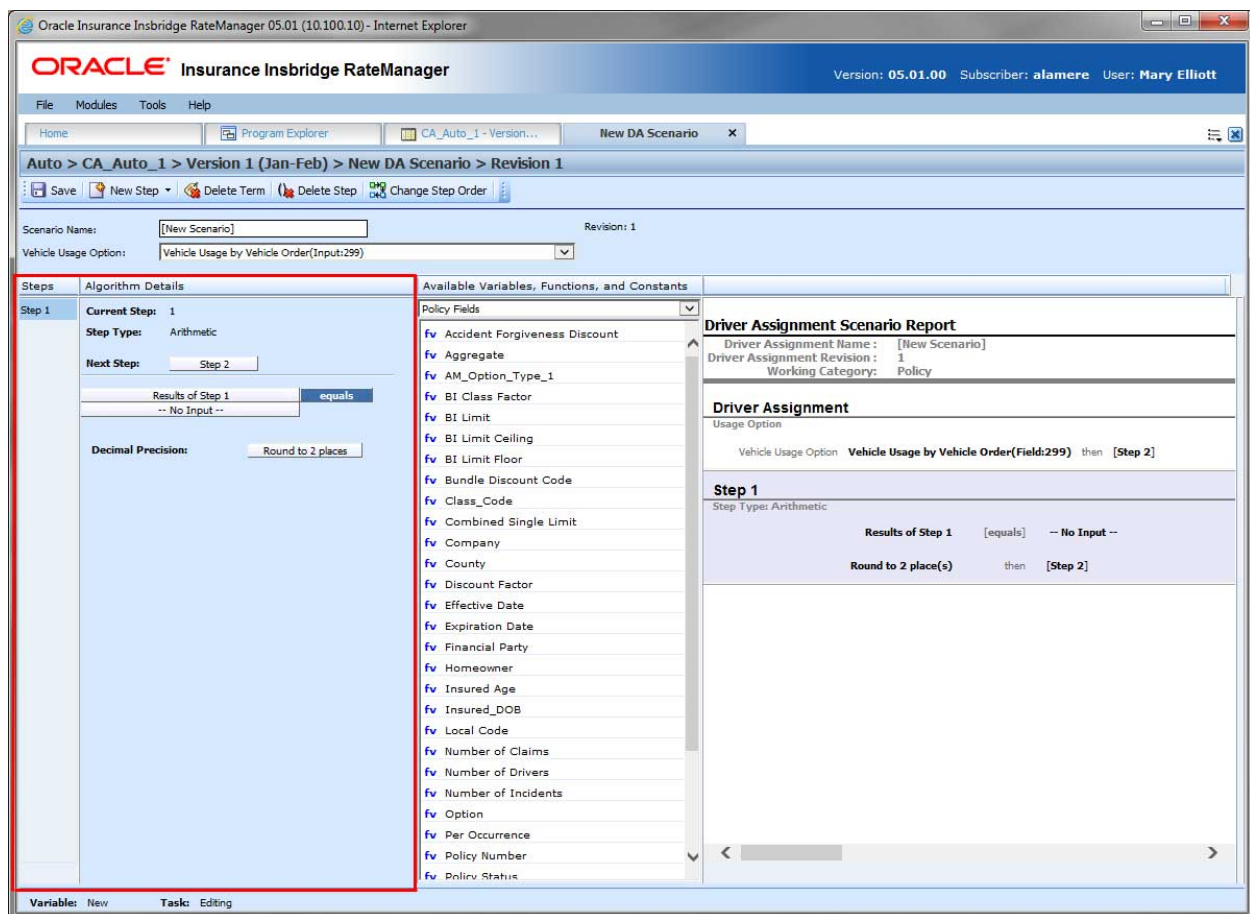 Oracle Insurance Insbridge RateManager 05.01 (10.100.10) - Internet Explorer
ORACLE Insurance Insbridge RateManager
Version: 05.01.00 Subscriber: alamere User: Mary Elliott
File Modules Tools Help
Home Program Explorer CA_Auto_1 - Version... New DA Scenario x
Auto > CA_Auto_1 > Version 1 (Jan-Feb) > New DA Scenario > Revision 1
Save New Step Delete Term Delete Step Change Step Order
Scenario Name: [New Scenario] Revision: 1
Vehicle Usage Option: Vehicle Usage by Vehicle Order(Input:299)
Steps Algorithm Details Available Variables, Functions, and Constants
Step 1
Current Step: 1
Step Type: Arithmetic
Next Step: Step 2
Results of Step 1 equals
-- No Input --
Decimal Precision: Round to 2 places
Policy Fields
fv Accident Forgiveness Discount
fv Aggregate
fv AM_Option_Type_1
fv BI Class Factor
fv BI Limit
fv BI Limit Ceiling
fv BI Limit Floor
fv Bundle Discount Code
fv Class_Code
fv Combined Single Limit
fv Company
fv County
fv Discount Factor
fv Effective Date
fv Expiration Date
fv Financial Party
fv Homeowner
fv Insured Age
fv Insured_DOB
fv Local Code
fv Number of Claims
fv Number of Drivers
fv Number of Incidents
fv Option
fv Per Occurrence
fv Policy Number
fv Policy Status
Driver Assignment Scenario Report
Driver Assignment Name : [New Scenario]
Driver Assignment Revision : 1
Working Category: Policy
Driver Assignment
Usage Option
Vehicle Usage Option Vehicle Usage by Vehicle Order(Field:299) then [Step 2]
Step 1
Step Type: Arithmetic
Results of Step 1 [equals] -- No Input --
Round to 2 place(s) then [Step 2]
Variable: New Task: Editing